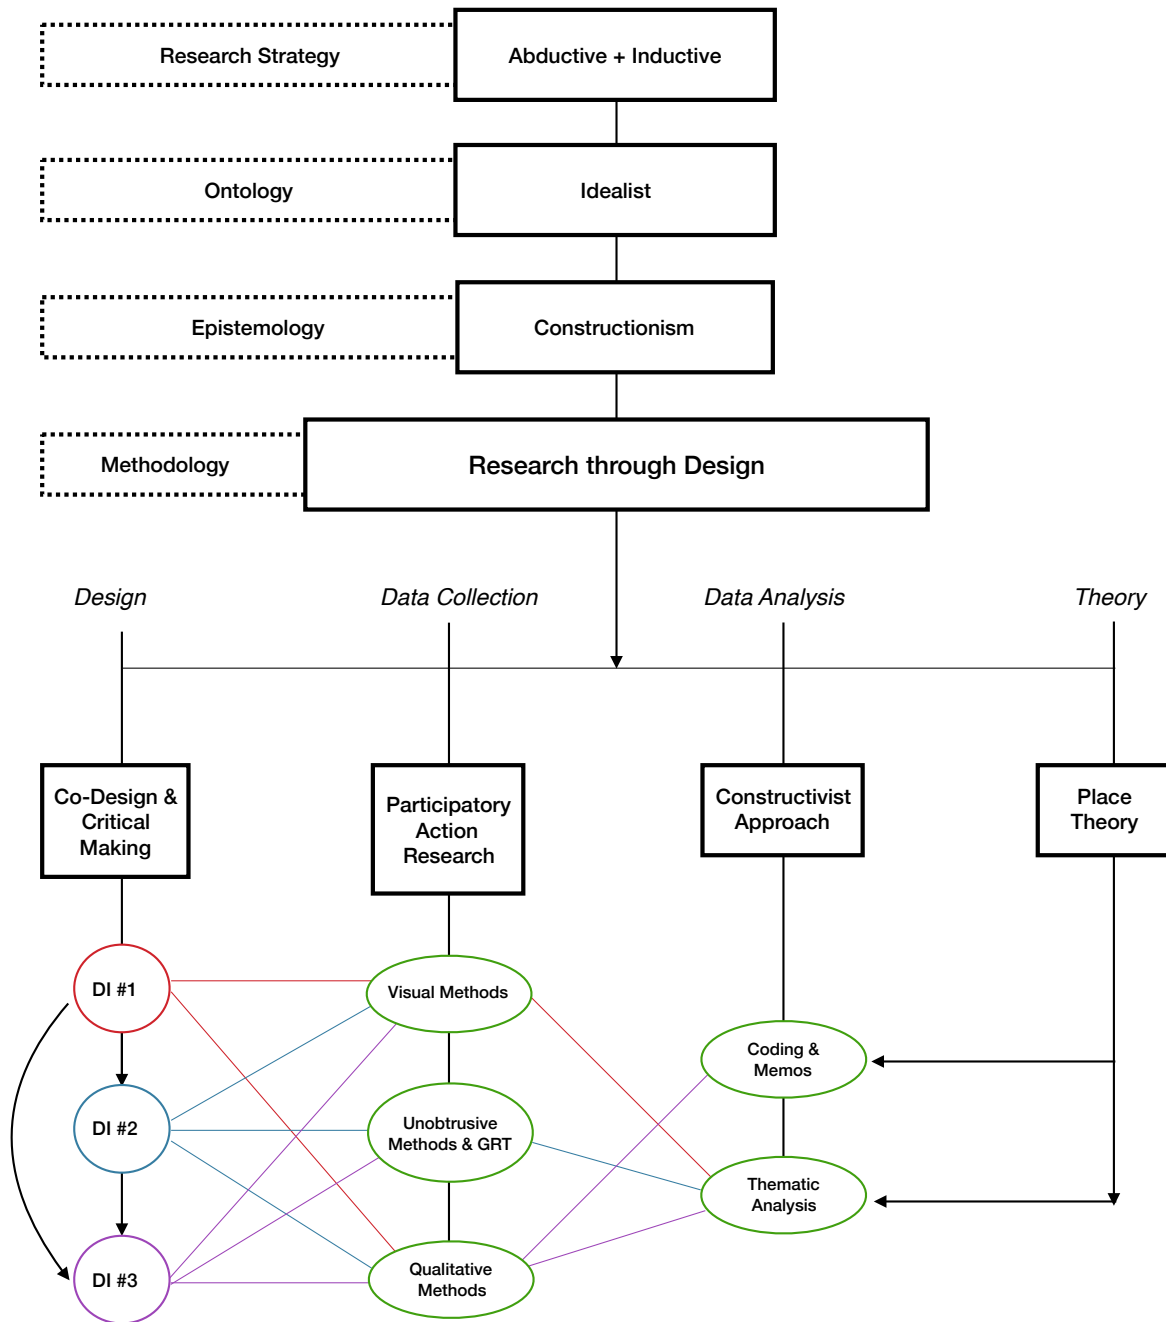 Research Strategy
Abductive + Inductive
Ontology
Idealist
Epistemology
Constructionism
Methodology
Research through Design
Design
Data Collection
Data Analysis
Theory
Co-Design &
Critical
Making
Participatory
Action
Research
Constructivist
Approach
Place
Theory
DI #1
Visual Methods
Coding &
Memos
DI #2
Unobtrusive
Methods & GRT
Thematic
Analysis
DI #3
Qualitative
Methods